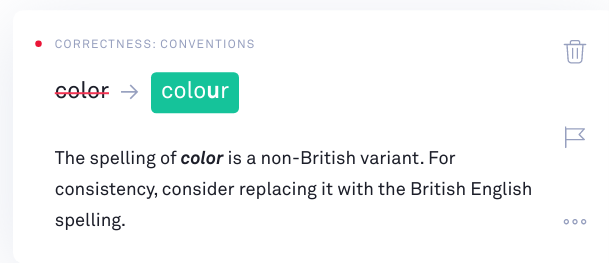 CORRECTNESS: CONVENTIONS
color → colour
The spelling of color is a non-British variant. For
consistency, consider replacing it with the British English
spelling.